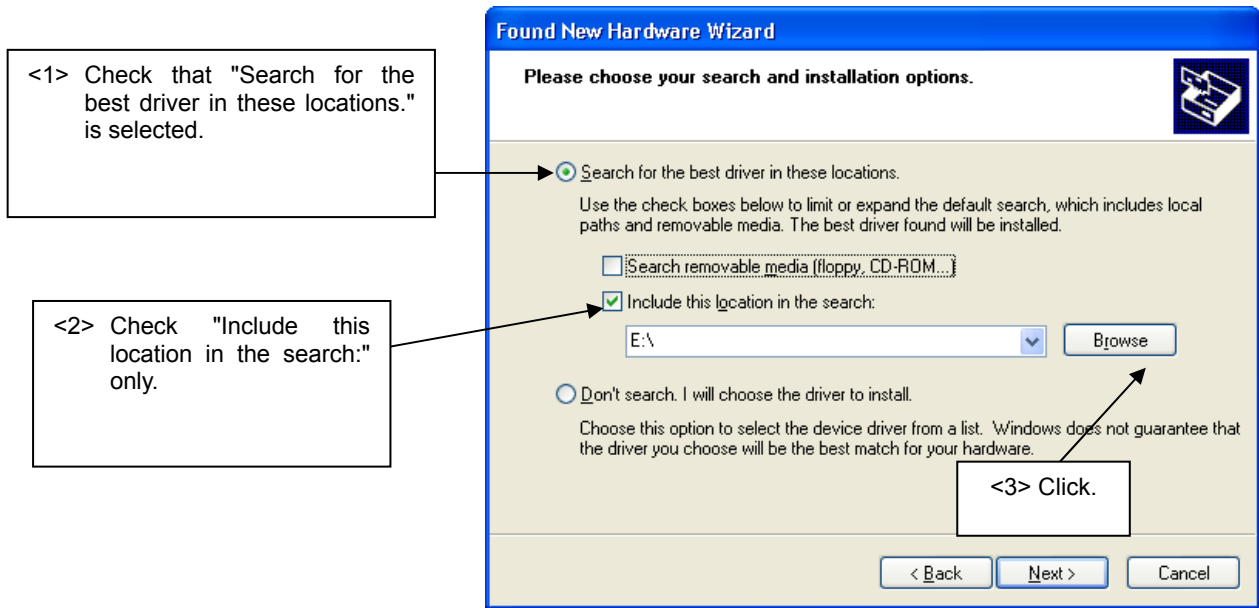 Found New Hardware Wizard
Please choose your search and installation options.
<1> Check that "Search for the
best driver in these locations."
is selected.
Search for the best driver in these locations.
Use the check boxes below to limit or expand the default search, which includes local
paths and removable media. The best driver found will be installed.
Search removable media (floppy, CD-ROM...)
<2> Check "Include this
location in the search:"
only.
Include this location in the search:
E:\
Browse
Don't search. I will choose the driver to install.
Choose this option to select the device driver from a list. Windows does not guarantee that
the driver you choose will be the best match for your hardware.
<3> Click.
< Back
Next >
Cancel